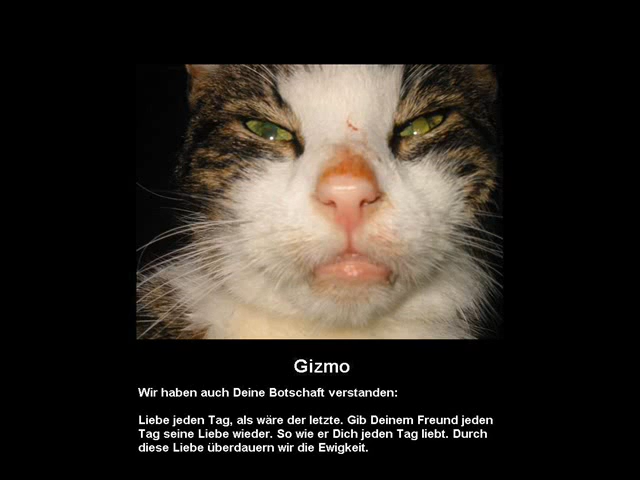 Gizmo
Wir haben auch Deine Botschaft verstanden:
Liebe jeden Tag, als wäre der letzte. Gib Deinem Freund jeden
Tag seine Liebe wieder. So wie er Dich jeden Tag liebt. Durch
diese Liebe überdauern wir die Ewigkeit.